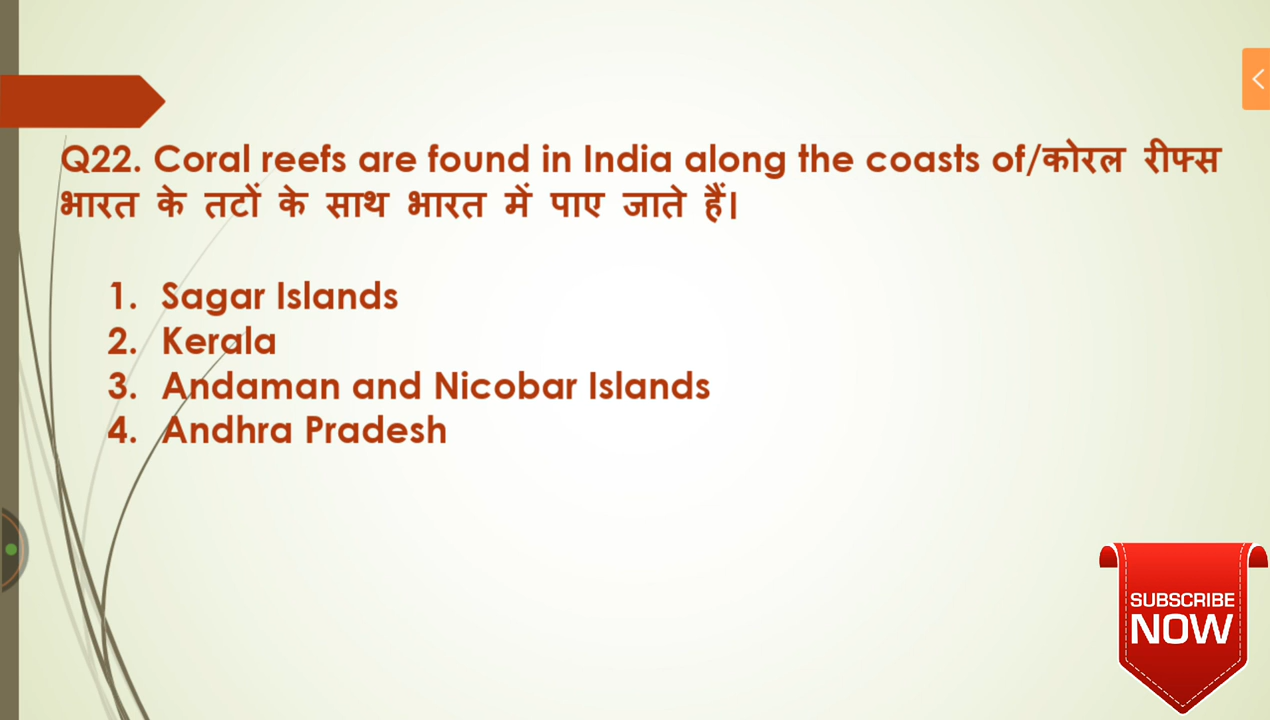 Q22. Coral reefs are found in India along the coasts of/कोरल रीफ्स
भारत के तटों के साथ भारत में पाए जाते हैं।
1. Sagar Islands
2. Kerala
3. Andaman and Nicobar Islands
4. Andhra Pradesh
SUBSCRIBE
NOW